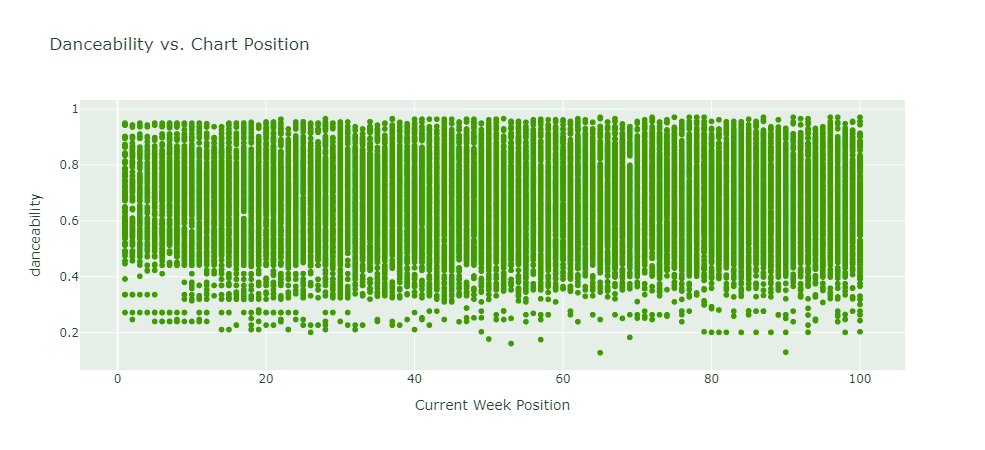 Danceability vs. Chart Position
danceability
1
0.8
0.6
0.4
0.2
0 20 40 60 80 100
Current Week Position